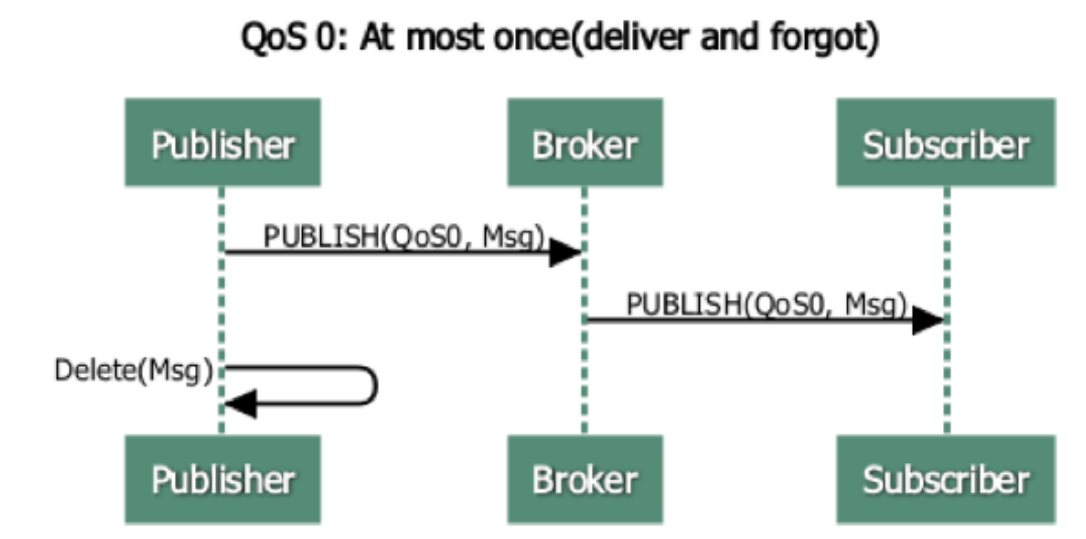 QoS 0: At most once(deliver and forgot)
Publisher Broker Subscriber
PUBLISH(QoS0, Msg)
PUBLISH(QoS0, Msg)
Delete(Msg)
Publisher Broker Subscriber